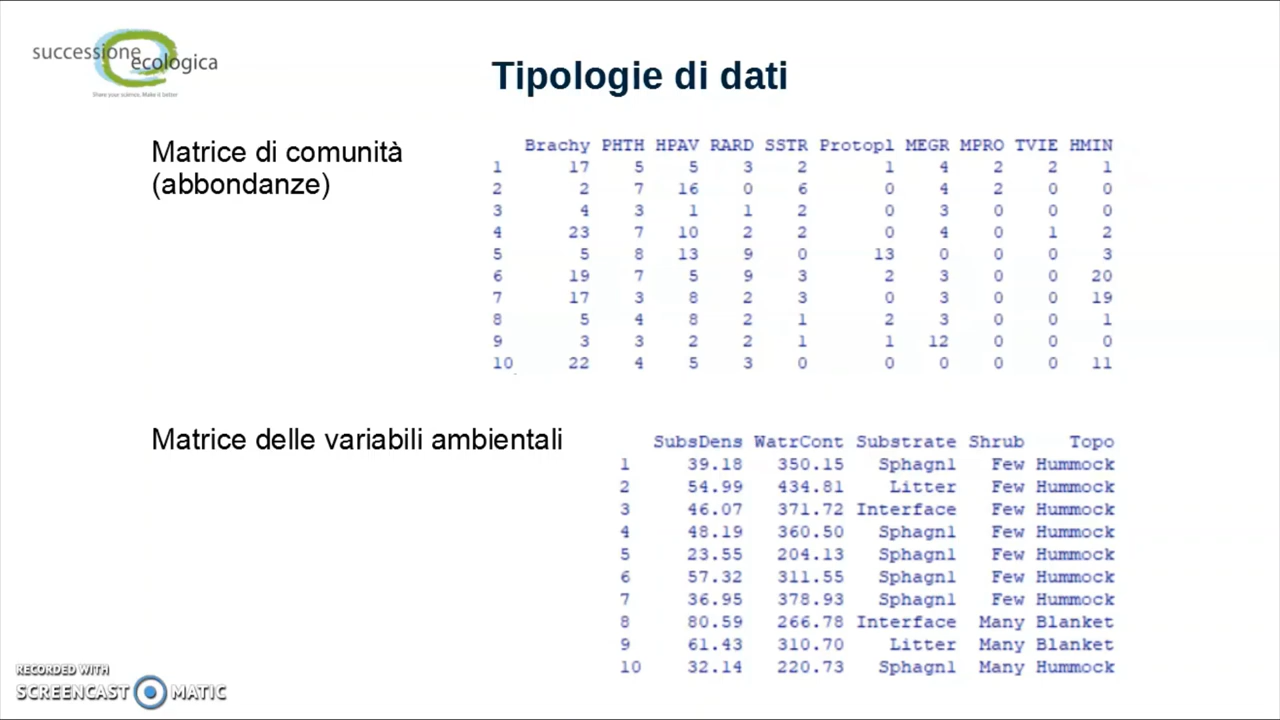 successione
ecologica
Share your science. Make it better
Tipologie di dati
Matrice di comunità
(abbondanze)
Brachy PHTH HPAV RARD SSTR Protopl MEGR MPRO TVIE HMIN
1 17 5 5 3 2 1 4 2 2 1
2 2 7 16 0 6 0 4 2 0 0
3 4 3 1 1 2 0 3 0 0 0
4 23 7 10 2 2 0 4 0 1 2
5 5 8 13 9 0 13 0 0 0 3
6 19 7 5 9 3 2 3 0 0 20
7 17 3 8 2 3 0 3 0 0 19
8 5 4 8 2 1 2 3 0 0 1
9 3 3 2 2 1 1 12 0 0 0
10 22 4 5 3 0 0 0 0 0 11
Matrice delle variabili ambientali
SubsDens WatrCont Substrate Shrub Topo
1 39.18 350.15 Sphagn1 Few Hummock
2 54.99 434.81 Litter Few Hummock
3 46.07 371.72 Interface Few Hummock
4 48.19 360.50 Sphagn1 Few Hummock
5 23.55 204.13 Sphagn1 Few Hummock
6 57.32 311.55 Sphagn1 Few Hummock
7 36.95 378.93 Sphagn1 Few Hummock
8 80.59 266.78 Interface Many Blanket
9 61.43 310.70 Litter Many Blanket
10 32.14 220.73 Sphagn1 Many Hummock
RECORDED WITH
SCREENCAST MATIC